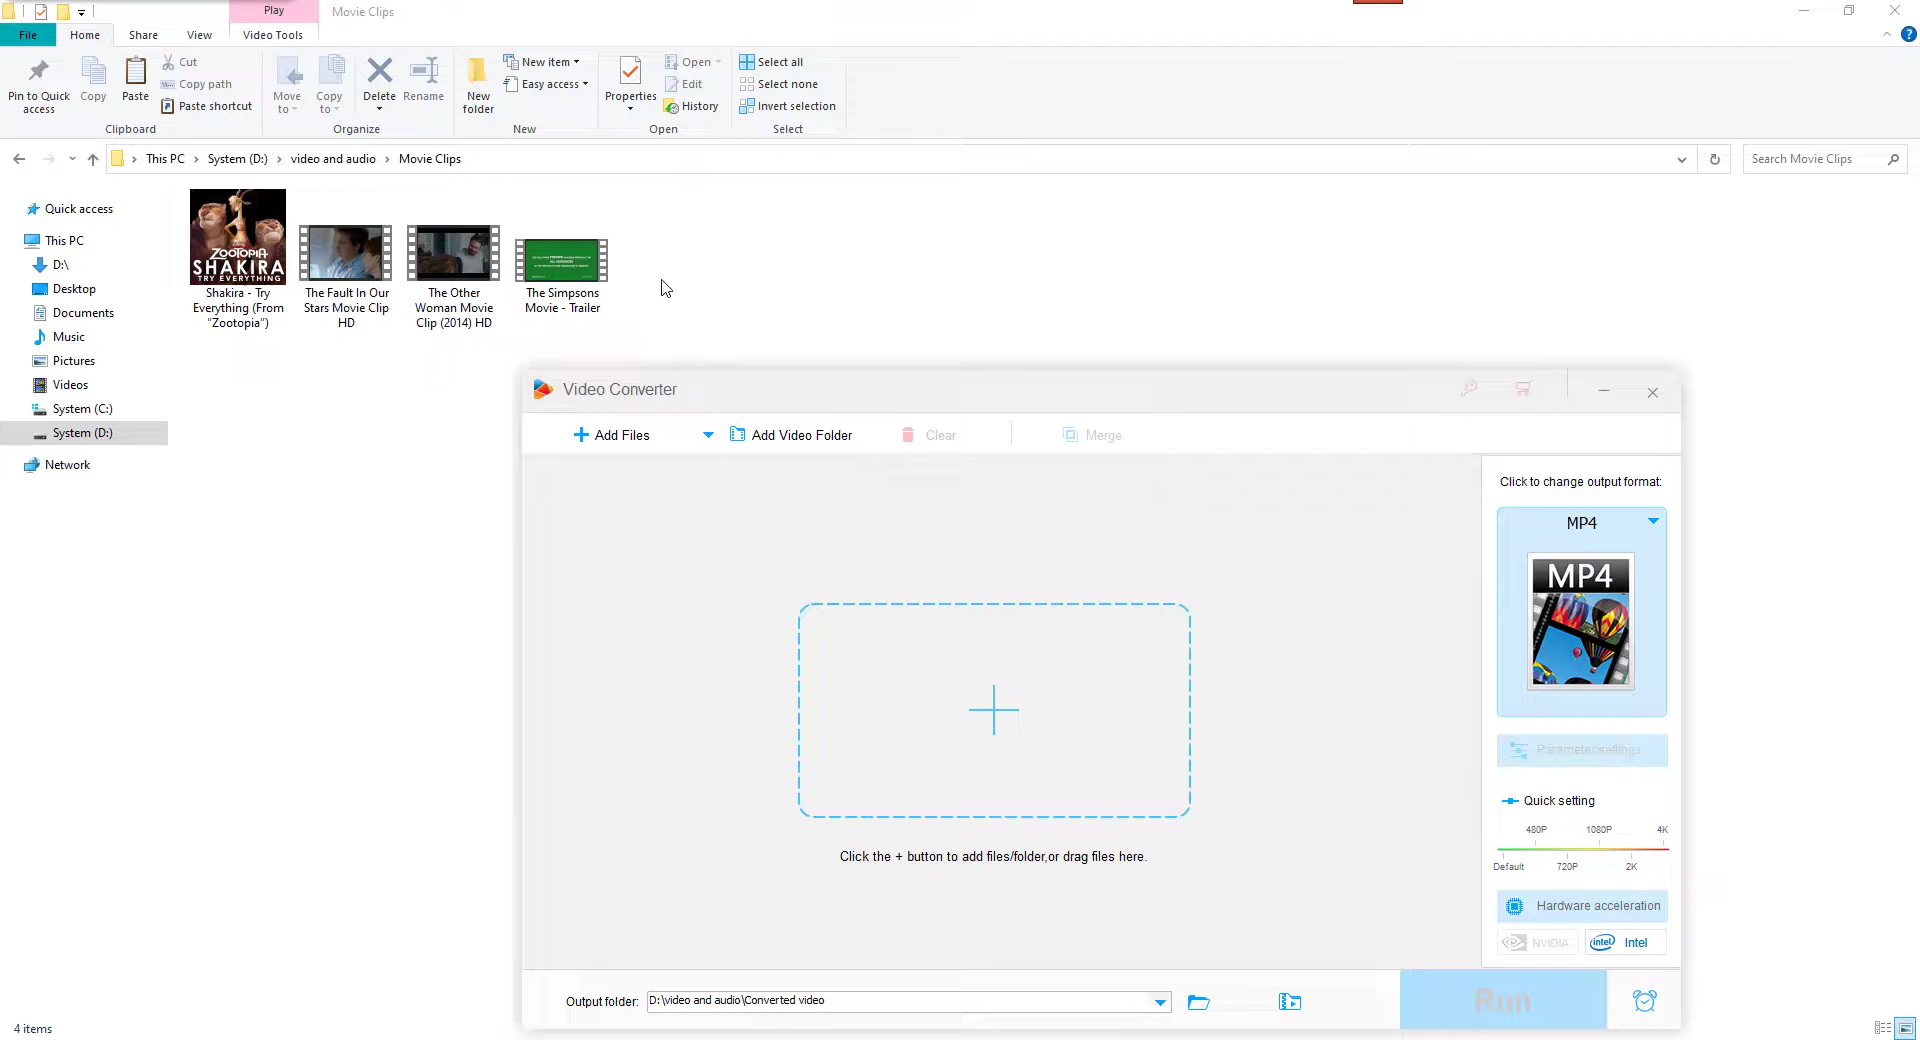 Play
Movie Clips
File
Home
Share
View
Video Tools
Pin to Quick
access
Copy
Paste
Cut
Copy path
Paste shortcut
Clipboard
Move
to
Copy
to
Delete
Rename
Organize
New
folder
New item
Easy access
New
Properties
Open
Edit
History
Open
Select all
Select none
Invert selection
Select
This PC > System (D:) > video and audio > Movie Clips
Search Movie Clips
Quick access
This PC
D:\
Desktop
Documents
Music
Pictures
Videos
System (C:)
System (D:)
Network
ZOOTOPIA
SHAKIRA
TRY EVERYTHING
Shakira - Try
Everything (From
"Zootopia")
The Fault In Our
Stars Movie Clip
HD
The Other
Woman Movie
Clip (2014) HD
The Simpsons
Movie - Trailer
Video Converter
Add Files
Add Video Folder
Clear
Merge
Click to change output format:
MP4
MP4
Parameter settings
Quick setting
480P 1080P 4K
Default 720P 2K
Hardware acceleration
NVIDIA
intel Intel
Click the + button to add files/folder,or drag files here.
Output folder: D:\video and audio\Converted video
Run
4 items